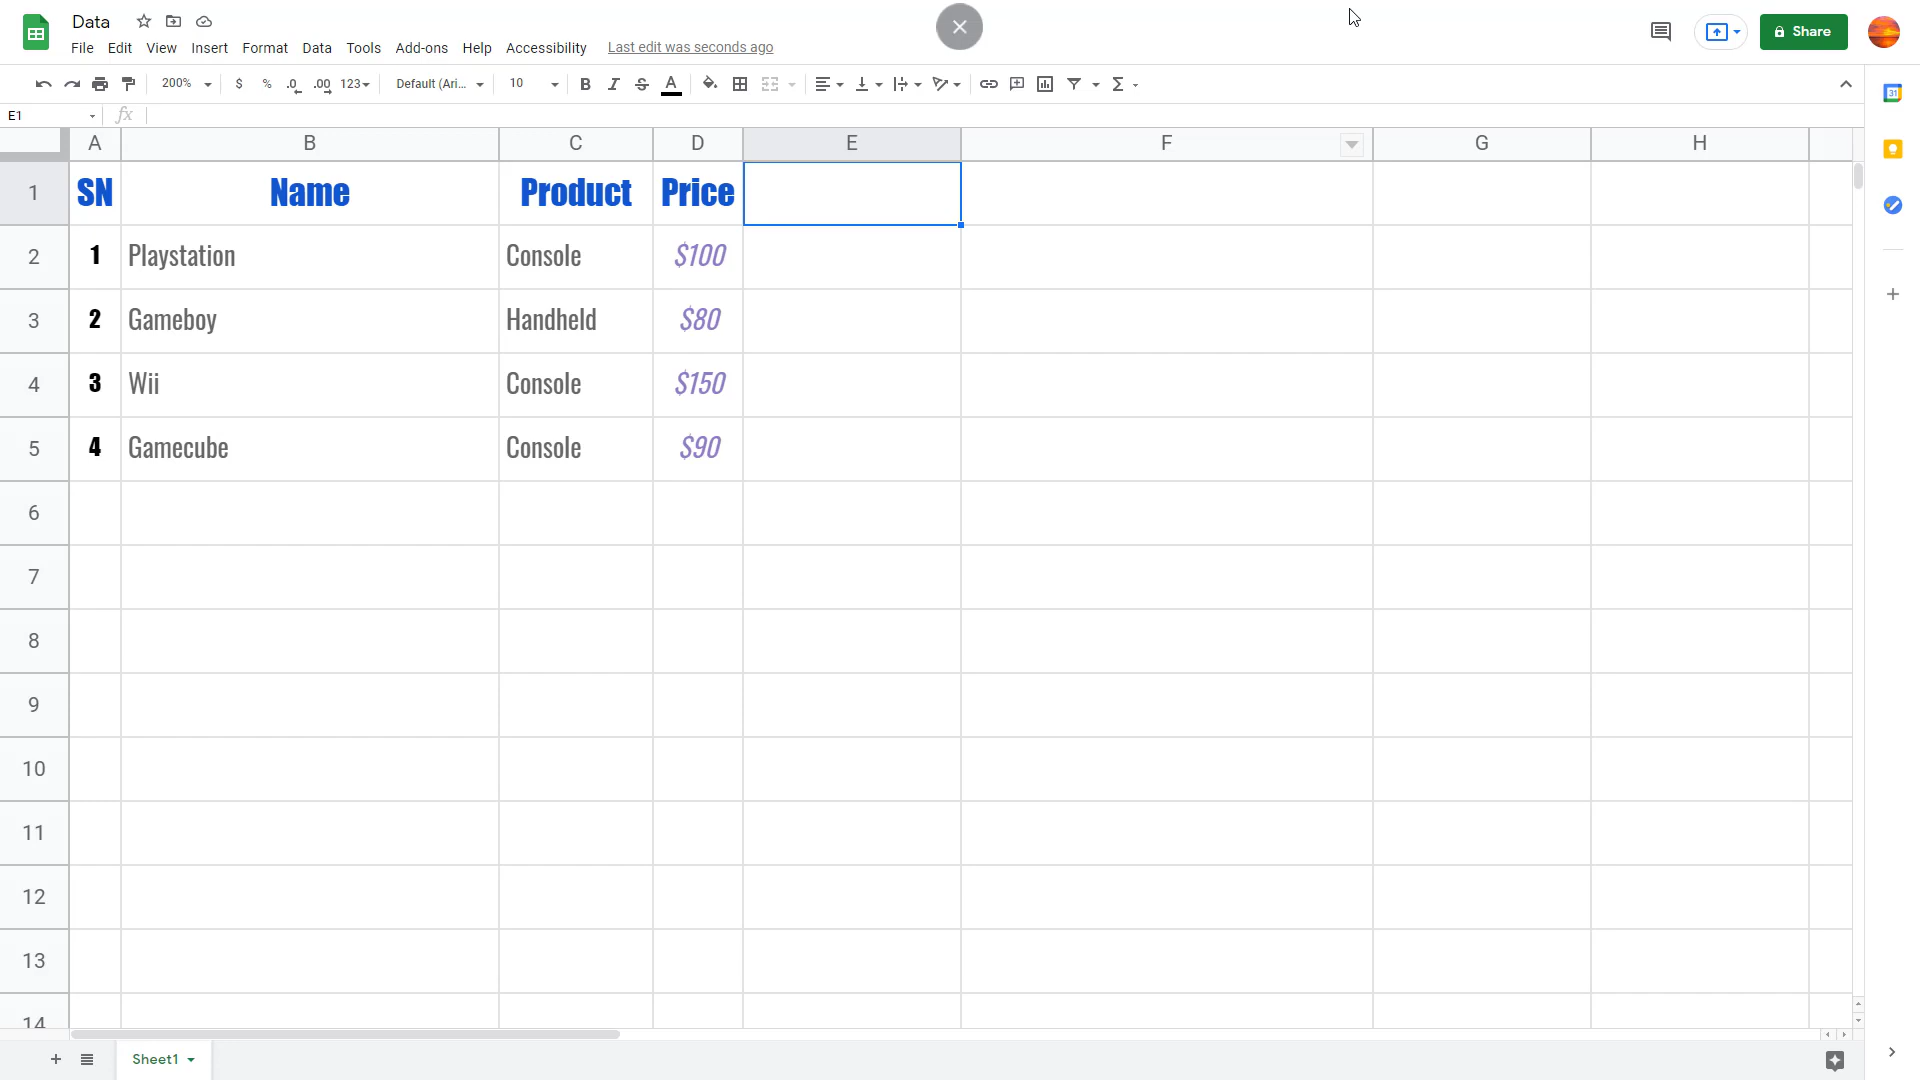 Data
File Edit View Insert Format Data Tools Add-ons Help Accessibility Last edit was seconds ago
Share
200% $ % .0 .00 123 Default (Ari... 10 B I S A Σ
E1 fx
A B C D E F G H
1 SN Name Product Price
2 1 Playstation Console $100
3 2 Gameboy Handheld $80
4 3 Wii Console $150
5 4 Gamecube Console $90
6
7
8
9
10
11
12
13
14
Sheet1
31